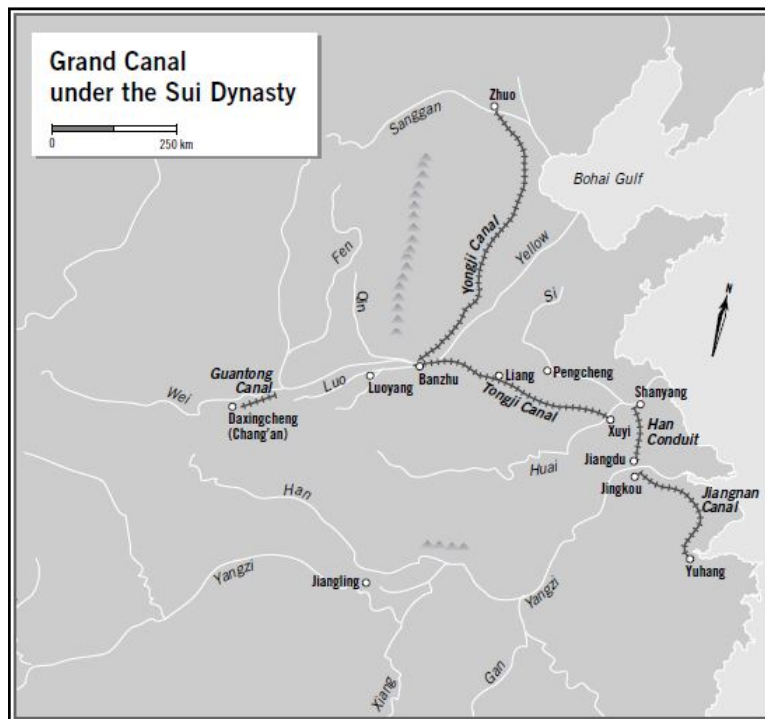 Grand Canal
under the Sui Dynasty
0 250 km
Zhuo
Sanggan
Bohai Gulf
Yongji Canal
Yellow
Fen
Qin
Si
N
Guantong
Canal
Wei
Luo
Luoyang
Banzhu
Liang
Pengcheng
Daxingcheng
(Chang'an)
Tongji Canal
Shanyang
Xuyi
Han
Conduit
Jiangdu
Huai
Jingkou
Jiangnan
Canal
Han
Yangzi
Jiangling
Yangzi
Yuhang
Xiang
Gan